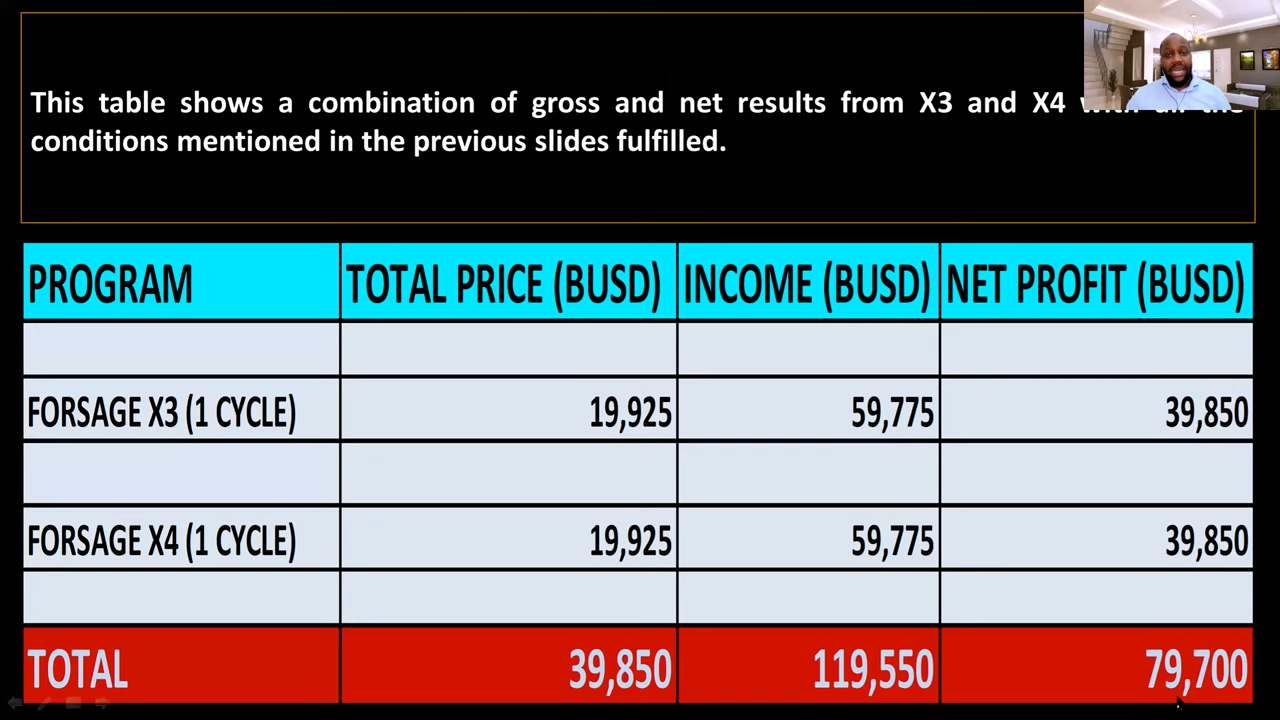 This table shows a combination of gross and net results from X3 and X4
conditions mentioned in the previous slides fulfilled.
PROGRAM TOTAL PRICE (BUSD) INCOME (BUSD) NET PROFIT (BUSD)
FORSAGE X3 (1 CYCLE) 19,925 59,775 39,850
FORSAGE X4 (1 CYCLE) 19,925 59,775 39,850
TOTAL 39,850 119,550 79,700